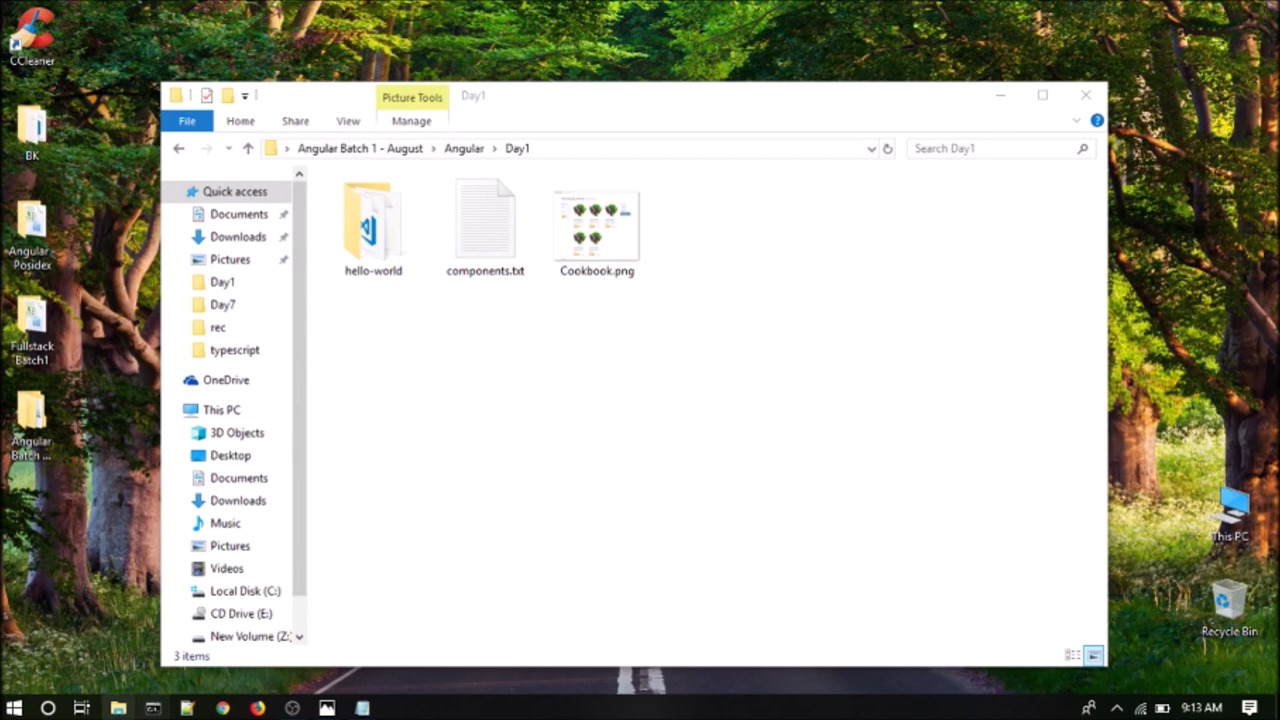 CCleaner
BK
Angular
Posidex
Fullstack
Batch1
Angular
Batch ...
Picture Tools
Day1
File
Home
Share
View
Manage
Angular Batch 1 - August
Angular
Day1
Search Day1
Quick access
Documents
Downloads
Pictures
Day1
Day7
rec
typescript
OneDrive
This PC
3D Objects
Desktop
Documents
Downloads
Music
Pictures
Videos
Local Disk (C:)
CD Drive (E:)
New Volume (Z:
hello-world
components.txt
Cookbook.png
3 items
This PC
Recycle Bin
9:13 AM